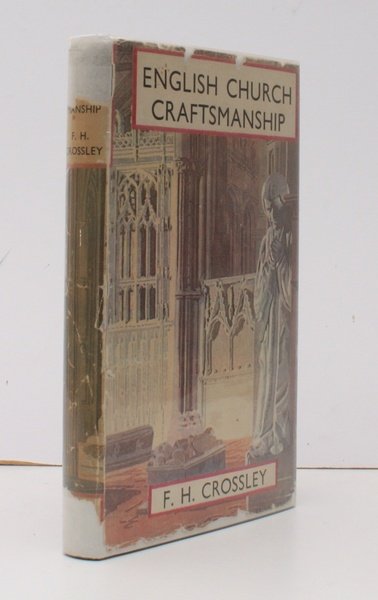 ENGLISH CHURCH
CRAFTSMANSHIP
F. H. CROSSLEY
MANSHIP
F. H.
CROSSLEY